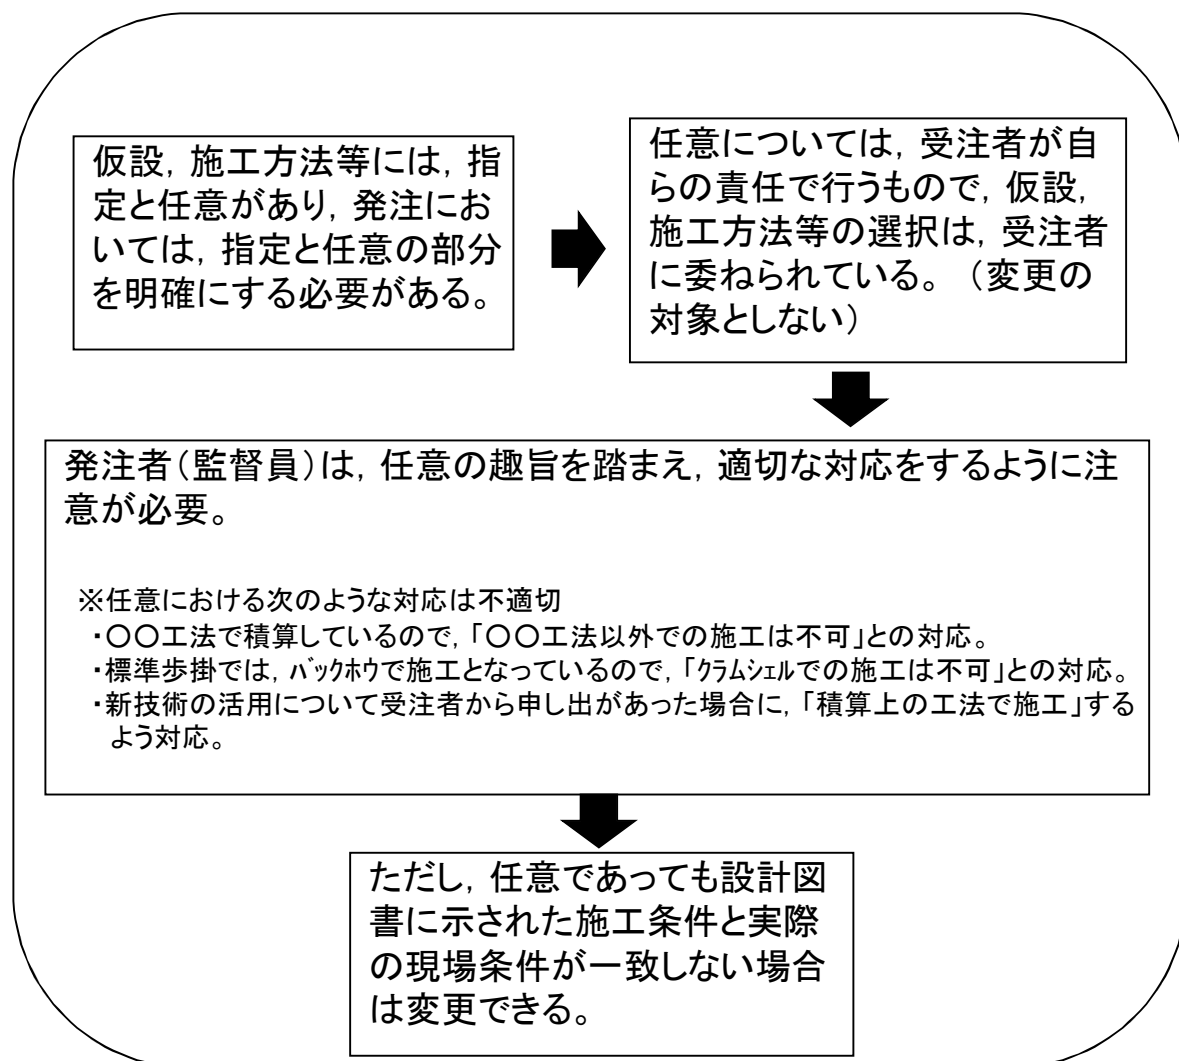 仮設，施工方法等には，指
定と任意があり，発注にお
いては，指定と任意の部分
を明確にする必要がある。
任意については，受注者が自
らの責任で行うもので，仮設，
施工方法等の選択は，受注者
に委ねられている。（変更の
対象としない）
発注者（監督員）は，任意の趣旨を踏まえ，適切な対応をするように注
意が必要。
※任意における次のような対応は不適切
・〇〇工法で積算しているので，「〇〇工法以外での施工は不可」との対応。
・標準歩掛では，ﾊﾞｯｸﾎｳで施工となっているので，「ｸﾗﾑｼｪﾙでの施工は不可」との対応。
・新技術の活用について受注者から申し出があった場合に，「積算上の工法で施工」する
よう対応。
ただし，任意であっても設計図
書に示された施工条件と実際
の現場条件が一致しない場合
は変更できる。